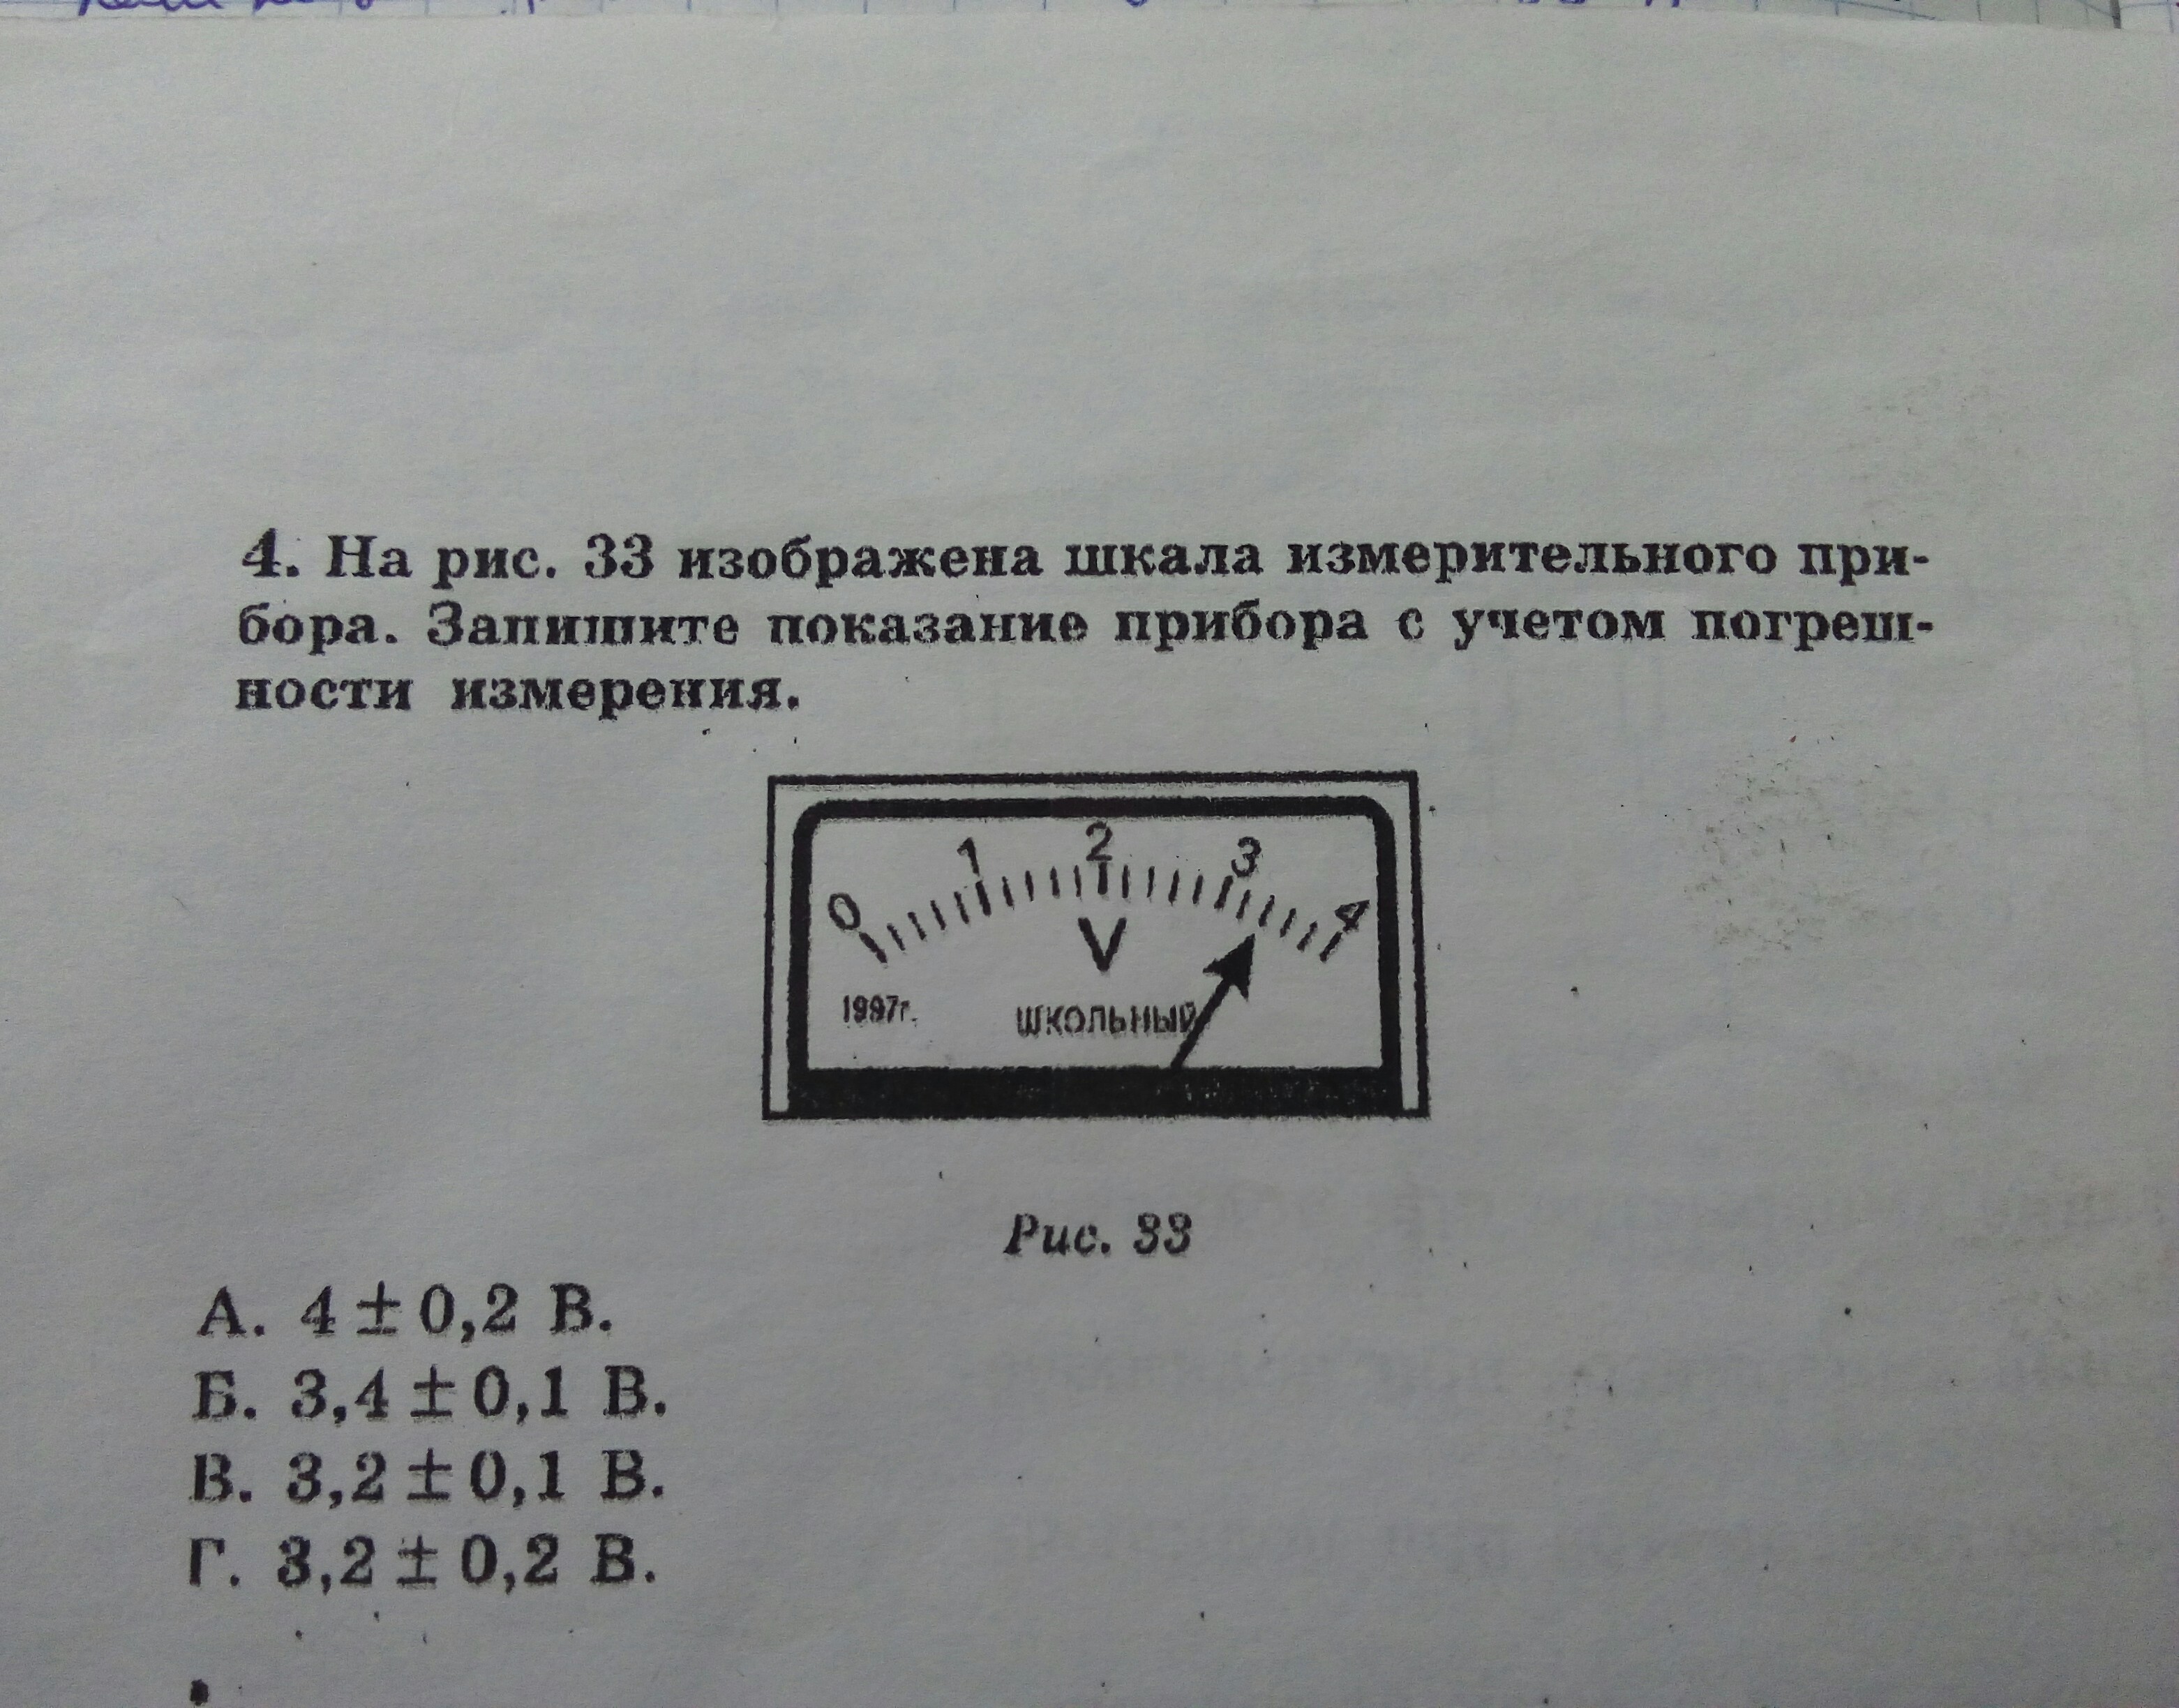 4. На рис. 33 изображена шкала измерительного при-
бора. Запишите показание прибора с учетом погреш-
ности измерения.
0 1 2 3 4
V
1997г. ШКОЛЬНЫЙ
Рис. 33
А. 4 ± 0,2 В.
Б. 3,4 ± 0,1 В.
В. 3,2 ± 0,1 В.
Г. 3,2 ± 0,2 В.